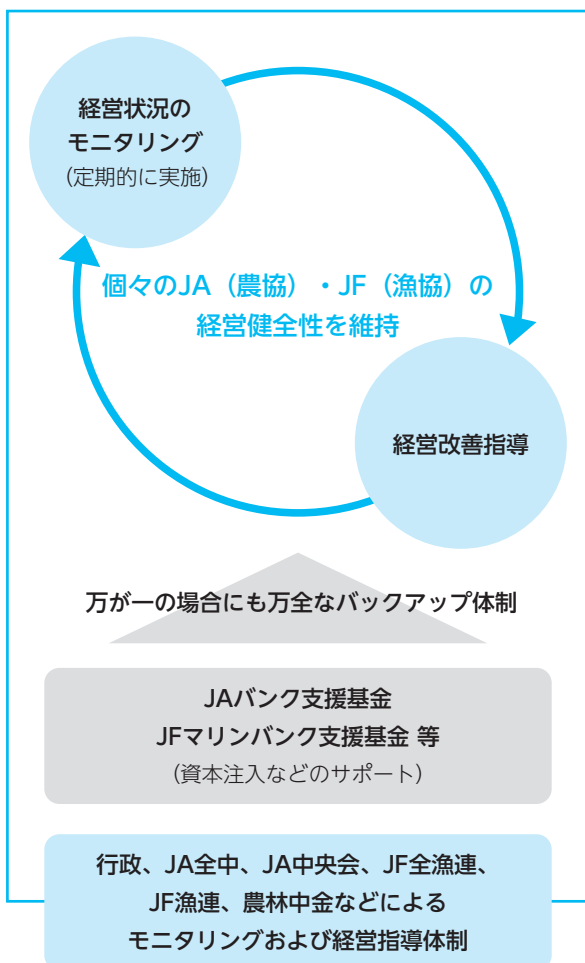 経営状況の
モニタリング
（定期的に実施）
個々のJA（農協）・JF（漁協）の
経営健全性を維持
経営改善指導
万が一の場合にも万全なバックアップ体制
JAバンク支援基金
JFマリンバンク支援基金 等
（資本注入などのサポート）
行政、JA全中、JA中央会、JF全漁連、
JF漁連、農林中金などによる
モニタリングおよび経営指導体制